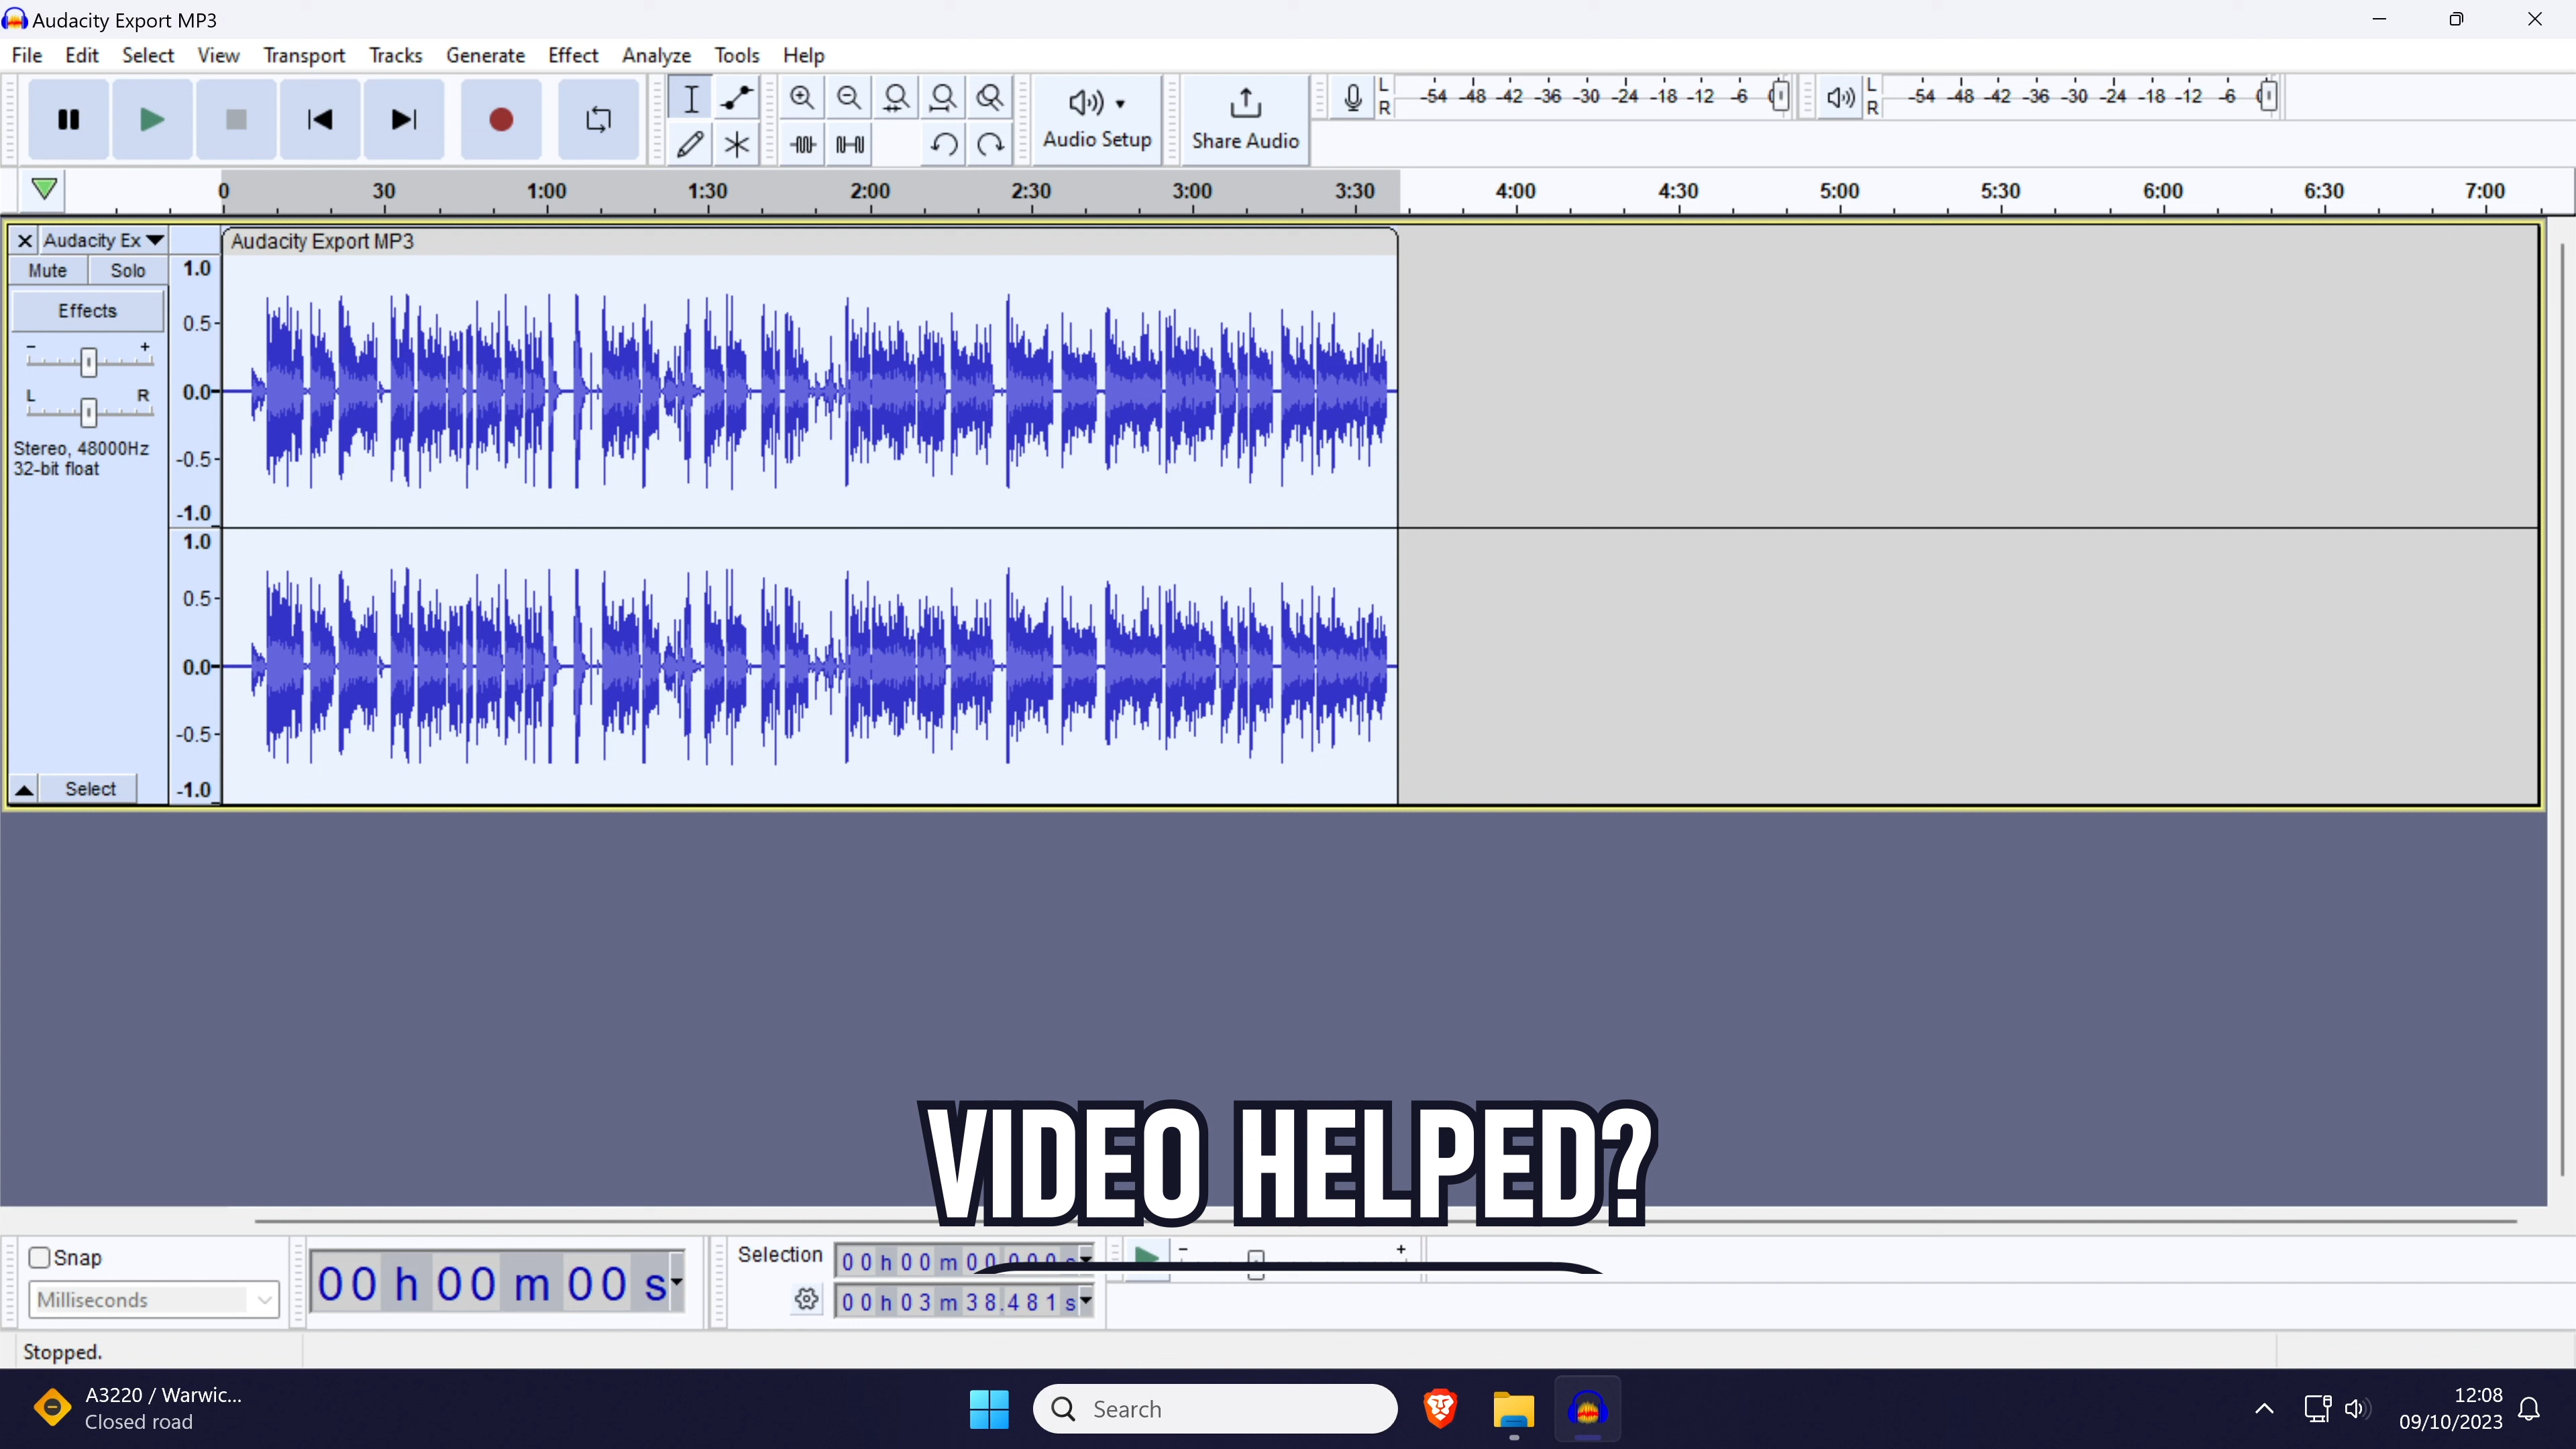 Audacity Export MP3
File Edit Select View Transport Tracks Generate Effect Analyze Tools Help
L
R
-54 -48 -42 -36 -30 -24 -18 -12 -6
L
R
-54 -48 -42 -36 -30 -24 -18 -12 -6
Audio Setup
Share Audio
0 30 1:00 1:30 2:00 2:30 3:00 3:30 4:00 4:30 5:00 5:30 6:00 6:30 7:00
Audacity Ex
Audacity Export MP3
Mute Solo
Effects
- +
L R
Stereo, 48000Hz
32-bit float
Select
1.0
0.5-
0.0-
-0.5-
-1.0
1.0
0.5-
0.0-
-0.5-
-1.0
VIDEO HELPED?
Snap
Milliseconds
00 h 00 m 00 s
Selection
00 h 00 m
00 h 03 m 38.481 s
- +
Stopped.
A3220 / Warwic...
Closed road
Search
12:08
09/10/2023